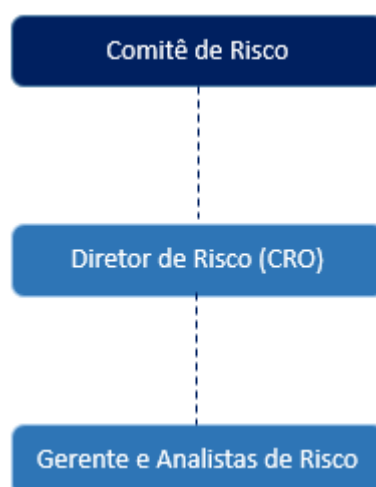 Comitê de Risco
Diretor de Risco (CRO)
Gerente e Analistas de Risco